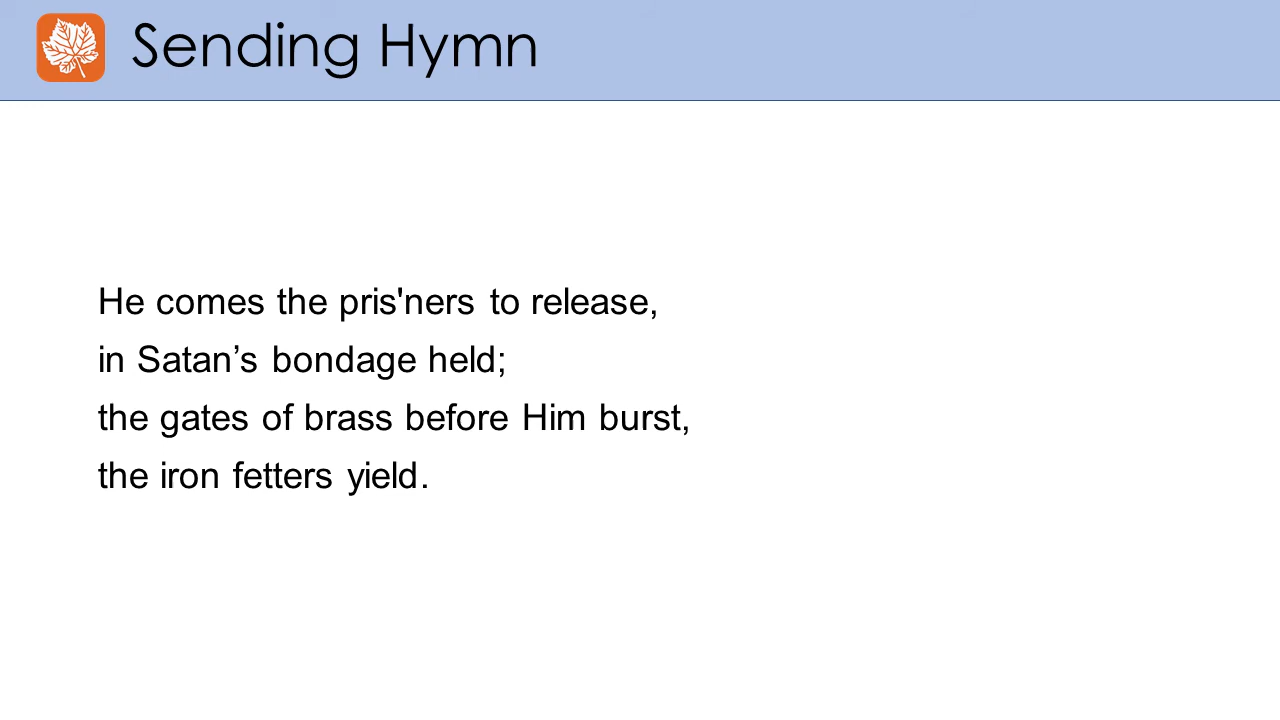 Sending Hymn
He comes the pris'ners to release,
in Satan’s bondage held;
the gates of brass before Him burst,
the iron fetters yield.